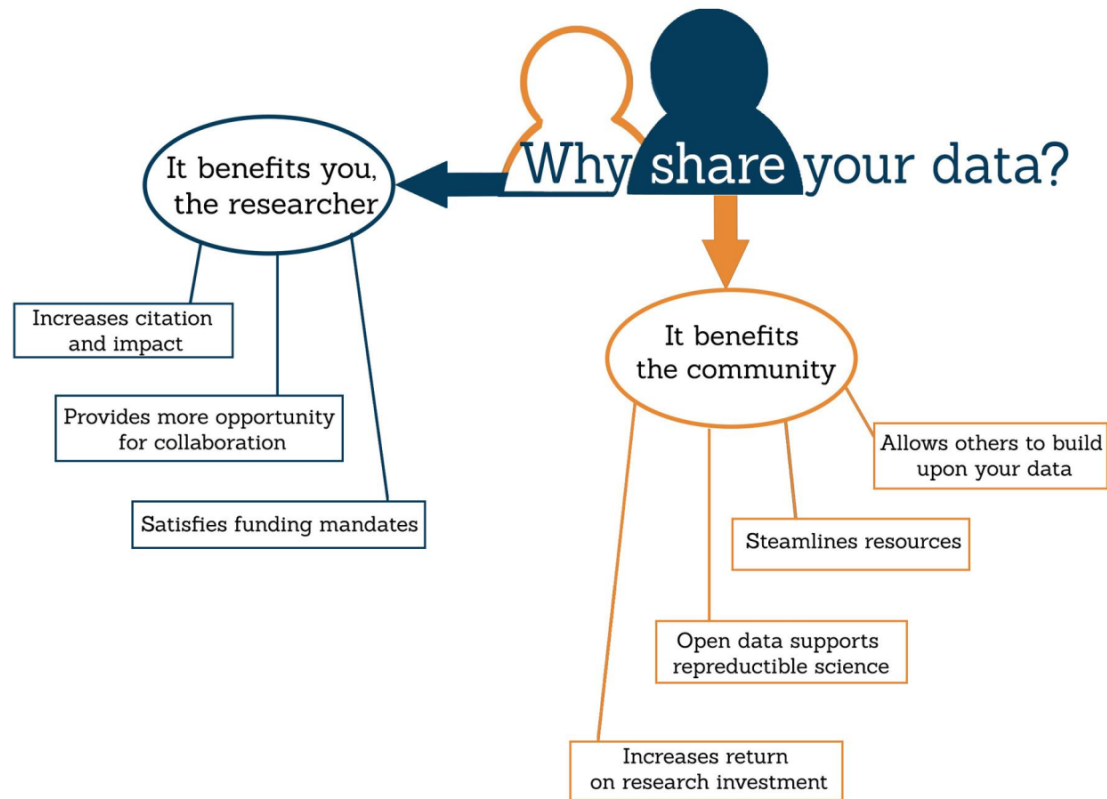 Why share your data?
It benefits you,
the researcher
Increases citation
and impact
Provides more opportunity
for collaboration
Satisfies funding mandates
It benefits
the community
Allows others to build
upon your data
Steamlines resources
Open data supports
repreductible science
Increases return
on research investment